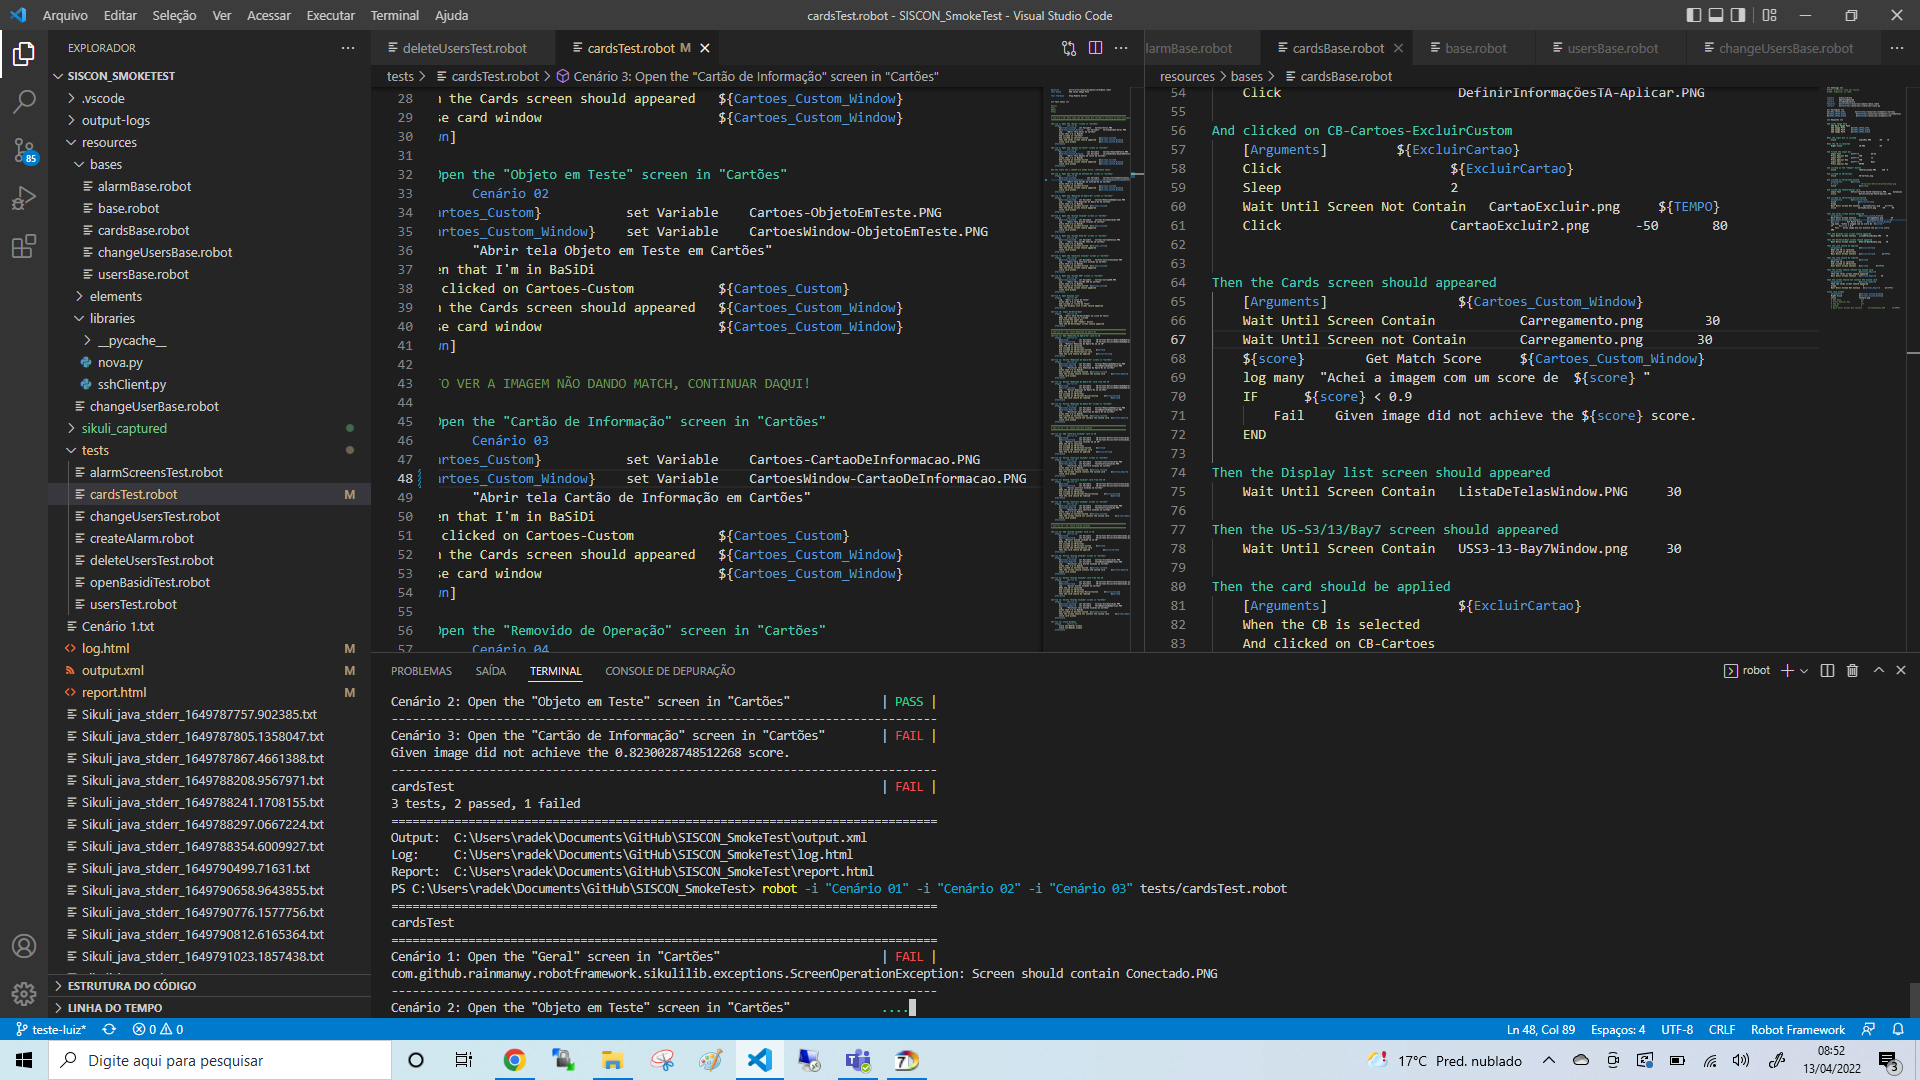 Arquivo Editar Seleção Ver Acessar Executar Terminal Ajuda
cardsTest.robot - SISCON_SmokeTest - Visual Studio Code
EXPLORADOR
SISCON_SMOKETEST
.vscode
output-logs
resources
bases
alarmBase.robot
base.robot
cardsBase.robot
changeUsersBase.robot
usersBase.robot
elements
libraries
__pycache__
nova.py
sshClient.py
changeUserBase.robot
sikuli_captured
tests
alarmScreensTest.robot
cardsTest.robot M
changeUsersTest.robot
createAlarm.robot
deleteUsersTest.robot
openBasidiTest.robot
usersTest.robot
Cenário 1.txt
log.html M
output.xml M
report.html M
Sikuli_java_stderr_1649787757.902385.txt
Sikuli_java_stderr_1649787805.1358047.txt
Sikuli_java_stderr_1649787867.4661388.txt
Sikuli_java_stderr_1649788208.9567971.txt
Sikuli_java_stderr_1649788241.1708155.txt
Sikuli_java_stderr_1649788297.0667224.txt
Sikuli_java_stderr_1649788354.6009927.txt
Sikuli_java_stderr_1649790499.71631.txt
Sikuli_java_stderr_1649790658.9643855.txt
Sikuli_java_stderr_1649790776.1577756.txt
Sikuli_java_stderr_1649790812.6165364.txt
Sikuli_java_stderr_1649791023.1857438.txt
ESTRUTURA DO CÓDIGO
LINHA DO TEMPO
85
deleteUsersTest.robot cardsTest.robot M
tests > cardsTest.robot > Cenário 3: Open the "Cartão de Informação" screen in "Cartões"
28 n the Cards screen should appeared ${Cartoes_Custom_Window}
29 se card window ${Cartoes_Custom_Window}
30 wn]
31
32 Open the "Objeto em Teste" screen in "Cartões"
33 Cenário 02
34 artoes_Custom} set Variable Cartoes-ObjetoEmTeste.PNG
35 artoes_Custom_Window} set Variable CartoesWindow-ObjetoEmTeste.PNG
36 "Abrir tela Objeto em Teste em Cartões"
37 en that I'm in BaSiDi
38 clicked on Cartoes-Custom ${Cartoes_Custom}
39 n the Cards screen should appeared ${Cartoes_Custom_Window}
40 se card window ${Cartoes_Custom_Window}
41 wn]
42
43 TO VER A IMAGEM NÃO DANDO MATCH, CONTINUAR DAQUI!
44
45 Open the "Cartão de Informação" screen in "Cartões"
46 Cenário 03
47 artoes_Custom} set Variable Cartoes-CartaoDeInformacao.PNG
48 artoes_Custom_Window} set Variable CartoesWindow-CartaoDeInformacao.PNG
49 "Abrir tela Cartão de Informação em Cartões"
50 en that I'm in BaSiDi
51 clicked on Cartoes-Custom ${Cartoes_Custom}
52 n the Cards screen should appeared ${Cartoes_Custom_Window}
53 se card window ${Cartoes_Custom_Window}
54 wn]
55
56 Open the "Removido de Operação" screen in "Cartões"
57 Cenário 04
larmBase.robot cardsBase.robot base.robot usersBase.robot changeUsersBase.robot
resources > bases > cardsBase.robot
54 Click DefinirInformaçõesTA-Aplicar.PNG
55
56 And clicked on CB-Cartoes-ExcluirCustom
57 [Arguments] ${ExcluirCartao}
58 Click ${ExcluirCartao}
59 Sleep 2
60 Wait Until Screen Not Contain CartaoExcluir.png ${TEMPO}
61 Click CartaoExcluir2.png -50 80
62
63
64 Then the Cards screen should appeared
65 [Arguments] ${Cartoes_Custom_Window}
66 Wait Until Screen Contain Carregamento.png 30
67 Wait Until Screen not Contain Carregamento.png 30
68 ${score} Get Match Score ${Cartoes_Custom_Window}
69 log many "Achei a imagem com um score de ${score} "
70 IF ${score} < 0.9
71 Fail Given image did not achieve the ${score} score.
72 END
73
74 Then the Display list screen should appeared
75 Wait Until Screen Contain ListaDeTelasWindow.PNG 30
76
77 Then the US-S3/13/Bay7 screen should appeared
78 Wait Until Screen Contain USS3-13-Bay7Window.png 30
79
80 Then the card should be applied
81 [Arguments] ${ExcluirCartao}
82 When the CB is selected
83 And clicked on CB-Cartoes
PROBLEMAS SAÍDA TERMINAL CONSOLE DE DEPURAÇÃO
robot
Cenário 2: Open the "Objeto em Teste" screen in "Cartões" | PASS |
------------------------------------------------------------------------------
Cenário 3: Open the "Cartão de Informação" screen in "Cartões" | FAIL |
Given image did not achieve the 0.8230028748512268 score.
------------------------------------------------------------------------------
cardsTest | FAIL |
3 tests, 2 passed, 1 failed
==============================================================================
Output: C:\Users\radek\Documents\GitHub\SISCON_SmokeTest\output.xml
Log: C:\Users\radek\Documents\GitHub\SISCON_SmokeTest\log.html
Report: C:\Users\radek\Documents\GitHub\SISCON_SmokeTest\report.html
PS C:\Users\radek\Documents\GitHub\SISCON_SmokeTest> robot -i "Cenário 01" -i "Cenário 02" -i "Cenário 03" tests/cardsTest.robot
==============================================================================
cardsTest
==============================================================================
Cenário 1: Open the "Geral" screen in "Cartões" | FAIL |
com.github.rainmanwy.robotframework.sikulilib.exceptions.ScreenOperationException: Screen should contain Conectado.PNG
------------------------------------------------------------------------------
Cenário 2: Open the "Objeto em Teste" screen in "Cartões" ....
teste-luiz* 0 0
Ln 48, Col 89 Espaços: 4 UTF-8 CRLF Robot Framework
Digite aqui para pesquisar
17°C Pred. nublado
08:52
13/04/2022
3